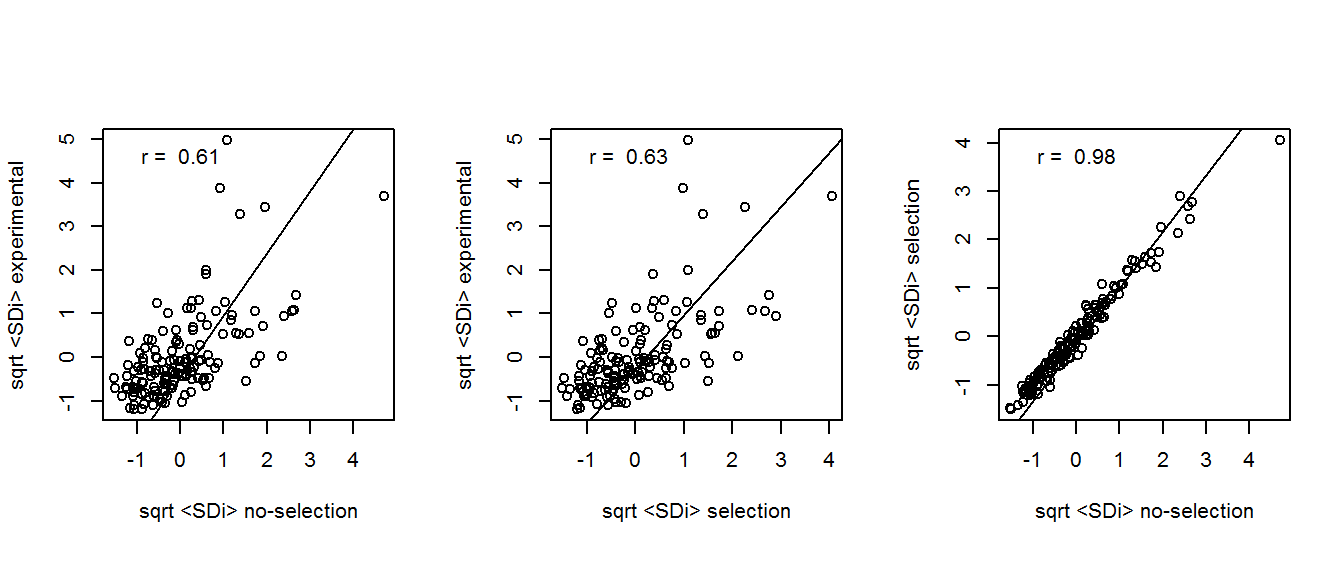 sqrt <SDi> experimental
5
4
3
2
1
0
-1
r = 0.61
-1 0 1 2 3 4
sqrt <SDi> no-selection
sqrt <SDi> experimental
5
4
3
2
1
0
-1
r = 0.63
-1 0 1 2 3 4
sqrt <SDi> selection
sqrt <SDi> selection
4
3
2
1
0
-1
r = 0.98
-1 0 1 2 3 4
sqrt <SDi> no-selection